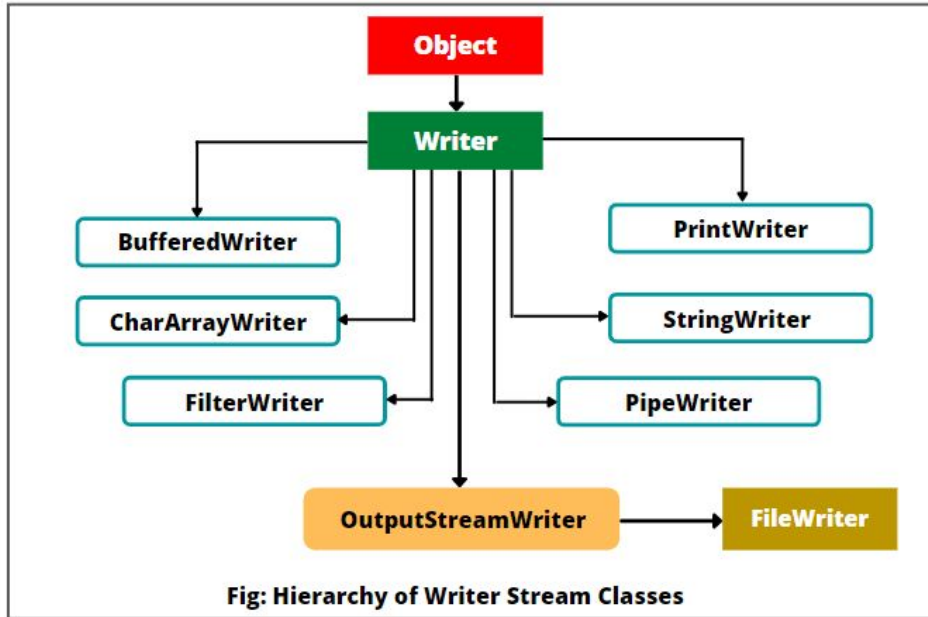 Object
Writer
BufferedWriter
PrintWriter
CharArrayWriter
StringWriter
FilterWriter
PipeWriter
OutputStreamWriter
FileWriter
Fig: Hierarchy of Writer Stream Classes